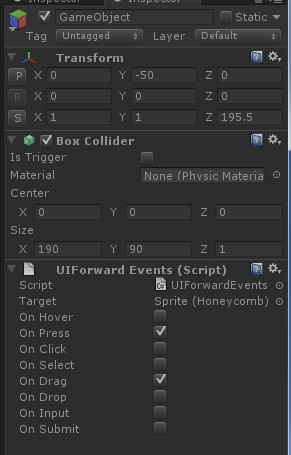 Inspector
Inspector
GameObject
Static
Tag Untagged Layer Default
Transform
P X 0 Y -50 Z 0
R X 0 Y 0 Z 0
S X 1 Y 1 Z 195.5
Box Collider
Is Trigger
Material None (Physic Materia
Center
X 0 Y 0 Z 0
Size
X 190 Y 90 Z 1
UIForward Events (Script)
Script UIForwardEvents
Target Sprite (Honeycomb)
On Hover
On Press
On Click
On Select
On Drag
On Drop
On Input
On Submit